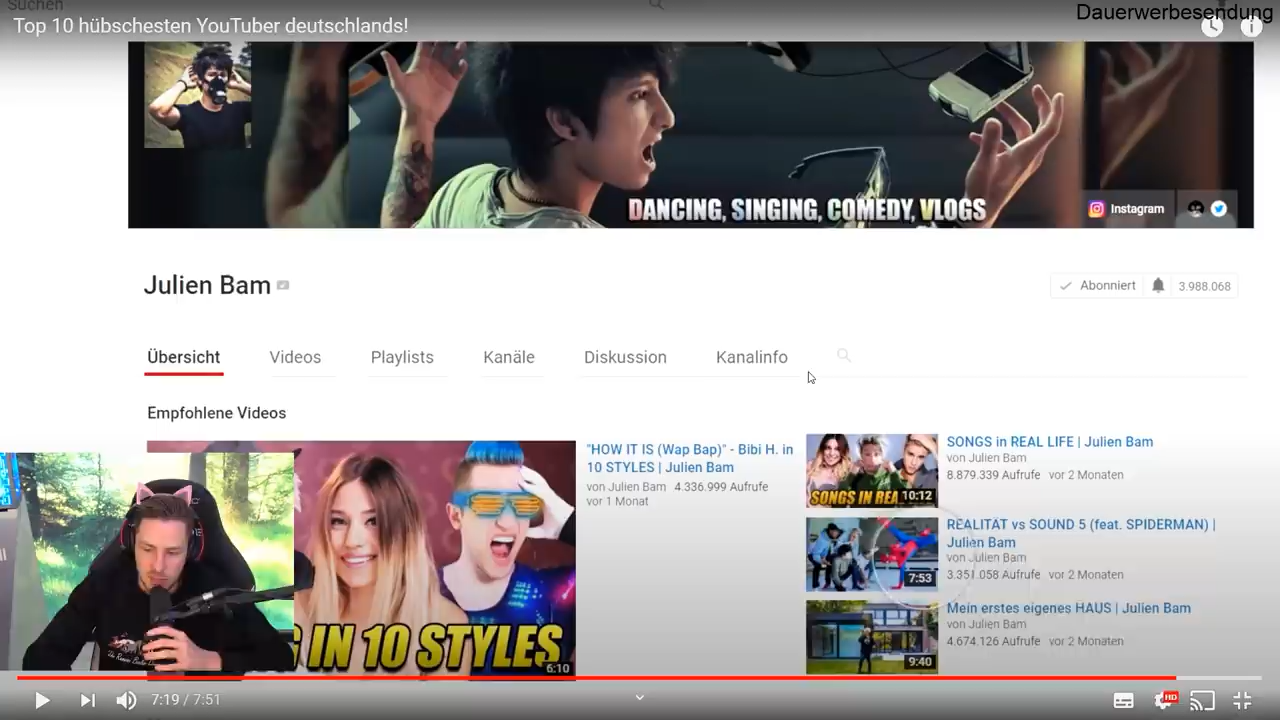 Suchen
Dauerwerbesendung
Top 10 hübschesten YouTuber deutschlands!
DANCING, SINGING, COMEDY, VLOGS
Instagram
Julien Bam
Abonniert
3.988.068
Übersicht
Videos
Playlists
Kanäle
Diskussion
Kanalinfo
Empfohlene Videos
"HOW IT IS (Wap Bap)" - Bibi H. in
10 STYLES | Julien Bam
von Julien Bam 4.336.999 Aufrufe
vor 1 Monat
IN 10 STYLES
6:10
SONGS in REAL LIFE | Julien Bam
von Julien Bam
8.879.339 Aufrufe vor 2 Monaten
SONGS IN REA
10:12
REALITÄT vs SOUND 5 (feat. SPIDERMAN) |
Julien Bam
von Julien Bam
3.351.058 Aufrufe vor 2 Monaten
7:53
Mein erstes eigenes HAUS | Julien Bam
von Julien Bam
4.674.126 Aufrufe vor 2 Monaten
9:40
7:19 / 7:51
HD